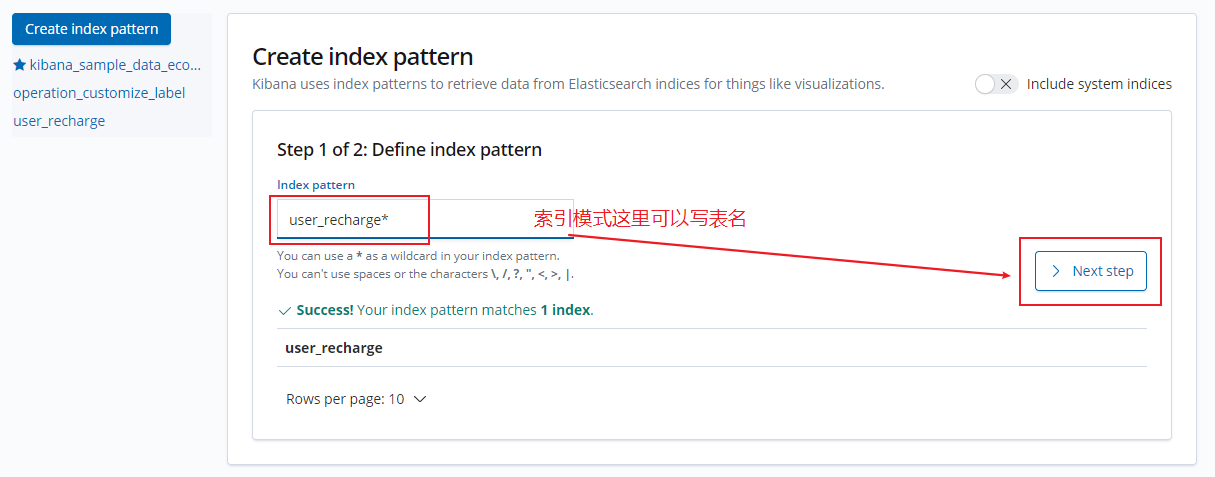 Create index pattern
kibana_sample_data_eco...
operation_customize_label
user_recharge
Create index pattern
Kibana uses index patterns to retrieve data from Elasticsearch indices for things like visualizations.
Include system indices
Step 1 of 2: Define index pattern
Index pattern
user_recharge*
索引模式这里可以写表名
You can use a * as a wildcard in your index pattern.
You can't use spaces or the characters \, /, ?, ", <, >, |.
Next step
Success! Your index pattern matches 1 index.
user_recharge
Rows per page: 10